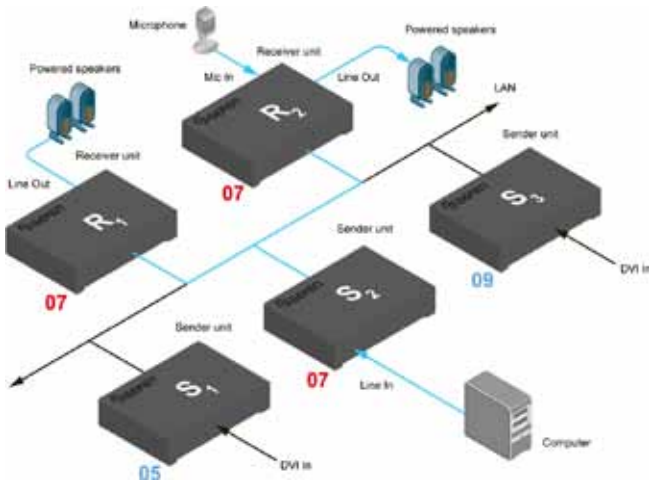 Microphone
Receiver unit
Powered speakers
Mic In
Line Out
Powered speakers
R2
LAN
Receiver unit
Sender unit
Line Out
R1
07
S3
Sender unit
07
09
DVI in
S2
Sender unit
07
S1
Line In
Computer
05
DVI in